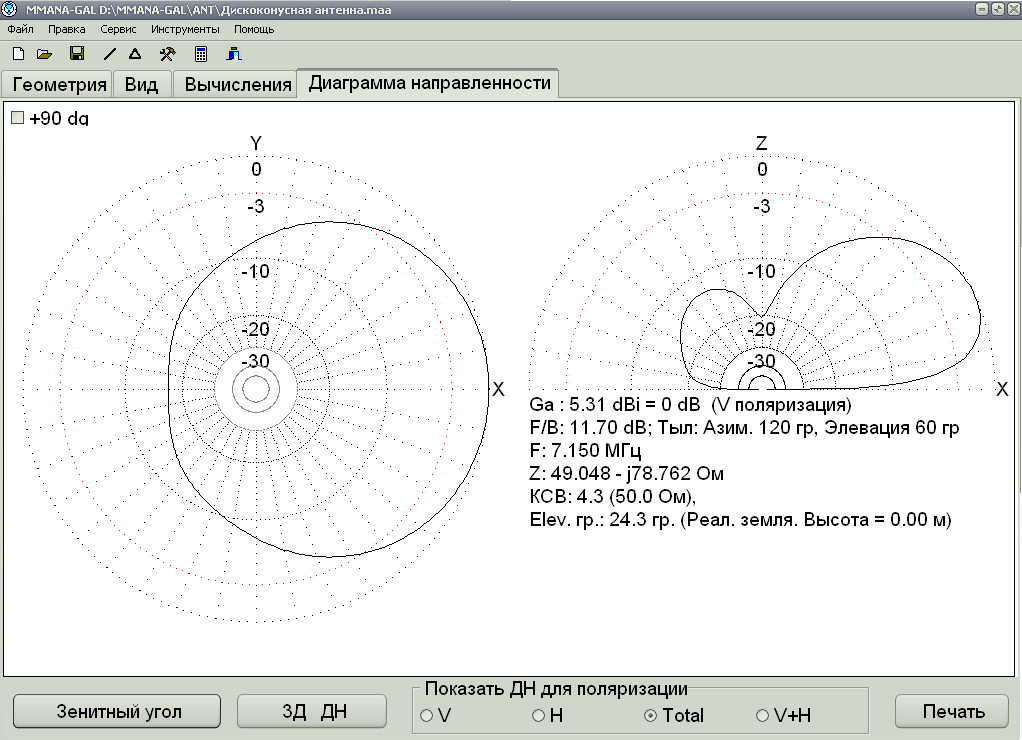 MMANA-GAL D:\MMANA-GAL\ANT\Дискоконусная антенна.maa
Файл Правка Сервис Инструменты Помощь
Геометрия Вид Вычисления Диаграмма направленности
+90 dg
Y
0
-3
-10
-20
-30
X
Z
0
-3
-10
-20
-30
X
Ga : 5.31 dBi = 0 dB (V поляризация)
F/B: 11.70 dB; Тыл: Азим. 120 гр, Элевация 60 гр
F: 7.150 МГц
Z: 49.048 - j78.762 Ом
КСВ: 4.3 (50.0 Ом),
Elev. гр.: 24.3 гр. (Реал. земля. Высота = 0.00 м)
Показать ДН для поляризации
Зенитный угол 3Д ДН V H Total V+H Печать